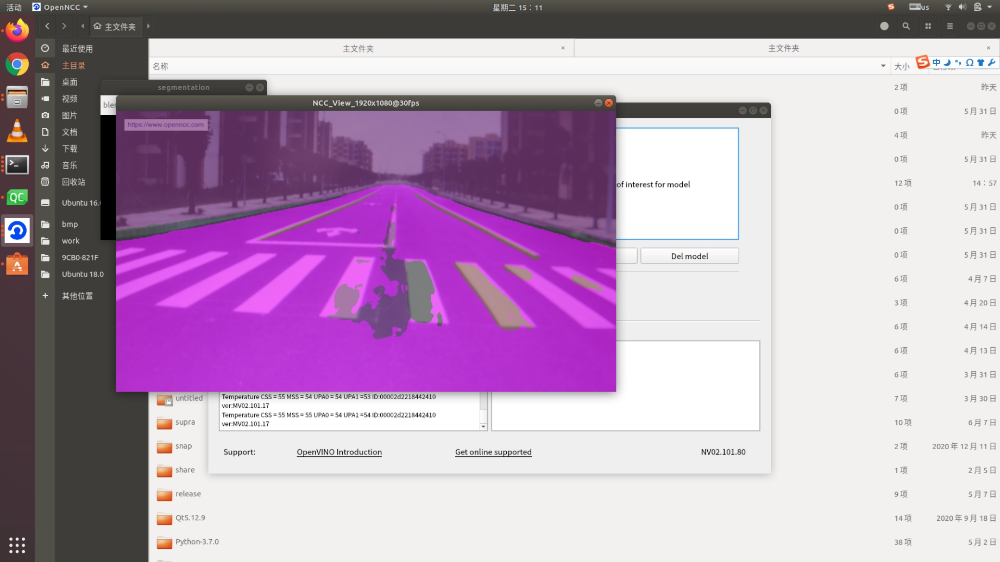 活动
OpenNCC
星期二 15：11
us
主文件夹
主文件夹
主文件夹
名称
大小
中
最近使用
主目录
桌面
视频
图片
文档
下载
音乐
回收站
bmp
work
9CB0-821F
Ubuntu 18.0
其他位置
segmentation
NCC_View_1920x1080@30fps
https://www.openncc.com
of interest for model
Del model
Temperature CSS = 55 MSS = 54 UPA0 = 54 UPA1 =53 ID:00002d2218442410
ver:MV02.101.17
Temperature CSS = 55 MSS = 55 UPA0 = 54 UPA1 =54 ID:00002d2218442410
ver:MV02.101.17
Support:
OpenVINO Introduction
Get online supported
NV02.101.80
2 项 昨天
0 项 5 月 31 日
4 项 昨天
0 项 5 月 31 日
12 项 14：57
0 项 5 月 31 日
0 项 5 月 31 日
0 项 5 月 31 日
6 项 4 月 7 日
3 项 4 月 20 日
6 项 4 月 14 日
6 项 4 月 13 日
6 项 3 月 31 日
untitled 7 项 3 月 30 日
supra 10 项 6 月 7 日
snap 2 项 2020 年 12 月 11 日
share 1 项 2 月 5 日
release 9 项 5 月 7 日
Qt5.12.9 14 项 2020 年 9 月 18 日
Python-3.7.0 38 项 5 月 2 日